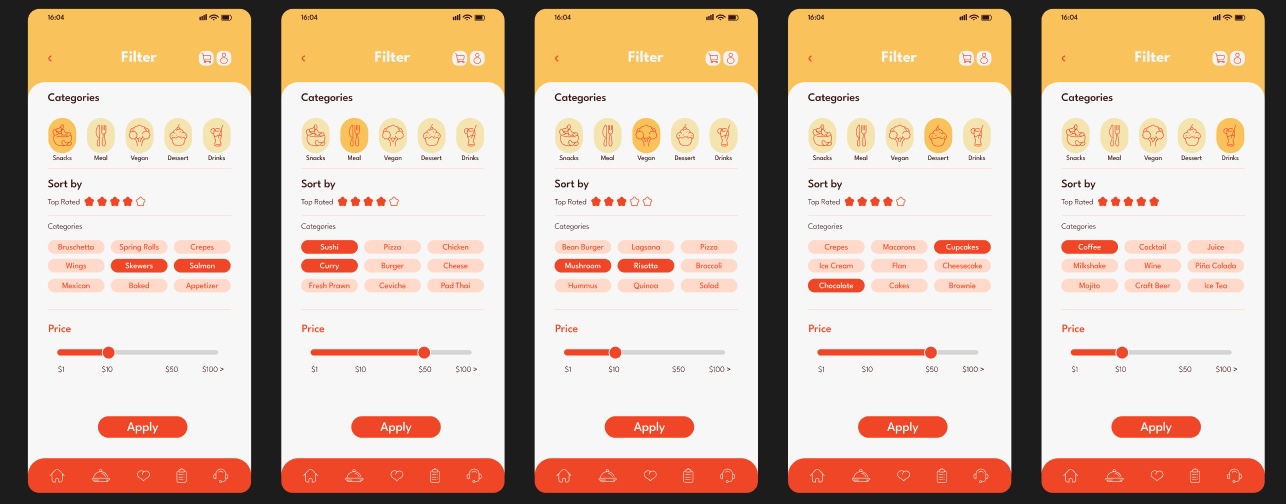 16:04
Filter
Categories
Snacks Meal Vegan Dessert Drinks
Sort by
Top Rated
Categories
Bruschetta Spring Rolls Crepes
Wings Skewers Salmon
Mexican Baked Appetizer
Price
$1 $10 $50 $100 >
Apply
16:04
Filter
Categories
Snacks Meal Vegan Dessert Drinks
Sort by
Top Rated
Categories
Sushi Pizza Chicken
Curry Burger Cheese
Fresh Prawn Ceviche Pad Thai
Price
$1 $10 $50 $100 >
Apply
16:04
Filter
Categories
Snacks Meal Vegan Dessert Drinks
Sort by
Top Rated
Categories
Bean Burger Lagsana Pizza
Mushroom Risotto Broccoli
Hummus Quinoa Salad
Price
$1 $10 $50 $100 >
Apply
16:04
Filter
Categories
Snacks Meal Vegan Dessert Drinks
Sort by
Top Rated
Categories
Crepes Macarons Cupcakes
Ice Cream Flan Cheesecake
Chocolate Cakes Brownie
Price
$1 $10 $50 $100 >
Apply
16:04
Filter
Categories
Snacks Meal Vegan Dessert Drinks
Sort by
Top Rated
Categories
Coffee Cocktail Juice
Milkshake Wine Piña Colada
Mojito Craft Beer Ice Tea
Price
$1 $10 $50 $100 >
Apply